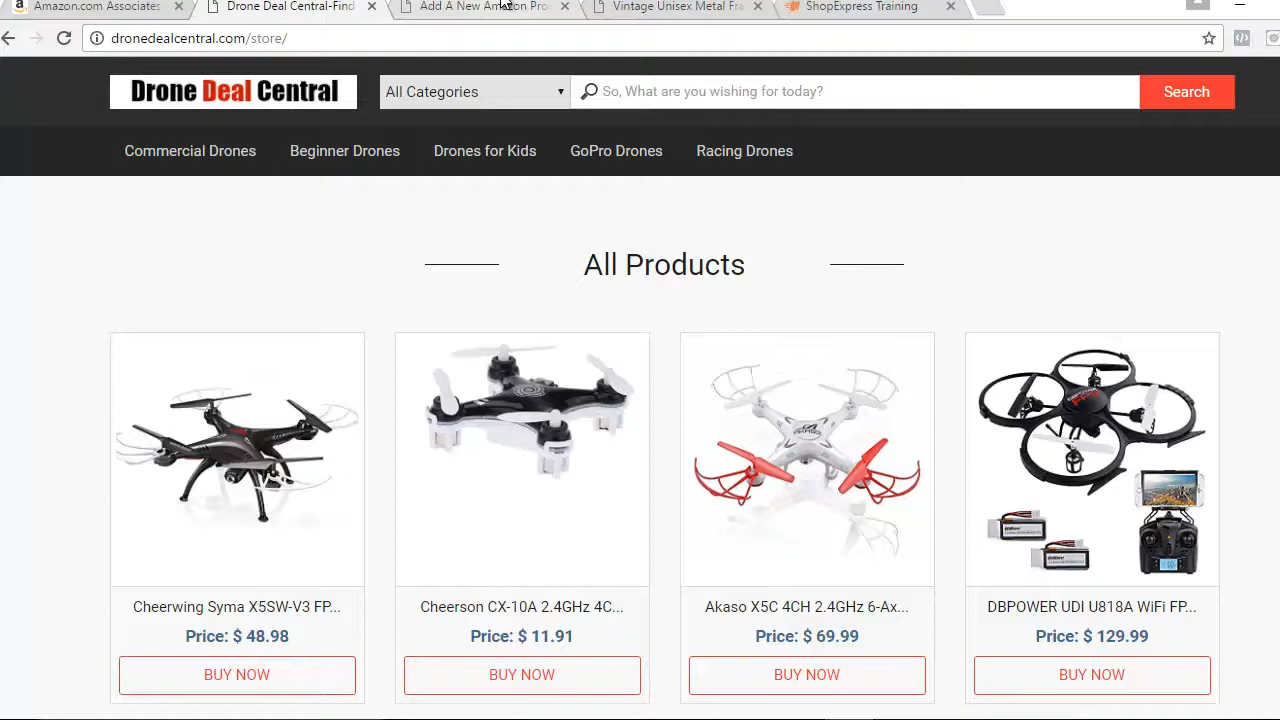 Amazon.com Associates
Drone Deal Central-Find
Add A New Amazon Pro
Vintage Unisex Metal Fra
ShopExpress Training
dronedealcentral.com/store/
Drone Deal Central
All Categories
So, What are you wishing for today?
Search
Commercial Drones
Beginner Drones
Drones for Kids
GoPro Drones
Racing Drones
All Products
Cheerwing Syma X5SW-V3 FP...
Cheerson CX-10A 2.4GHz 4C...
Akaso X5C 4CH 2.4GHz 6-Ax...
DBPOWER UDI U818A WiFi FP...
Price: $ 48.98
Price: $ 11.91
Price: $ 69.99
Price: $ 129.99
BUY NOW
BUY NOW
BUY NOW
BUY NOW